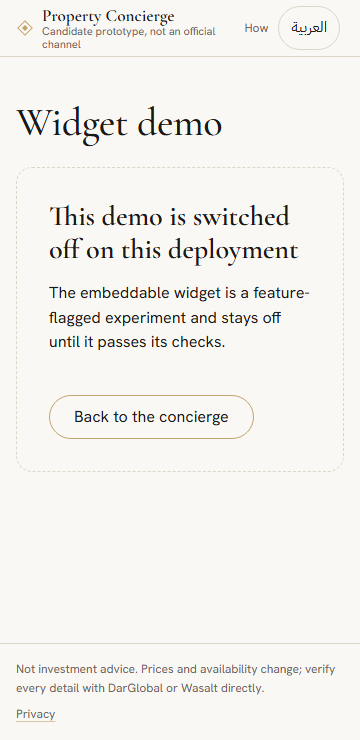 Property Concierge
Candidate prototype, not an official
channel
How
العربية
Widget demo
This demo is switched
off on this deployment
The embeddable widget is a feature-
flagged experiment and stays off
until it passes its checks.
Back to the concierge
Not investment advice. Prices and availability change; verify
every detail with DarGlobal or Wasalt directly.
Privacy